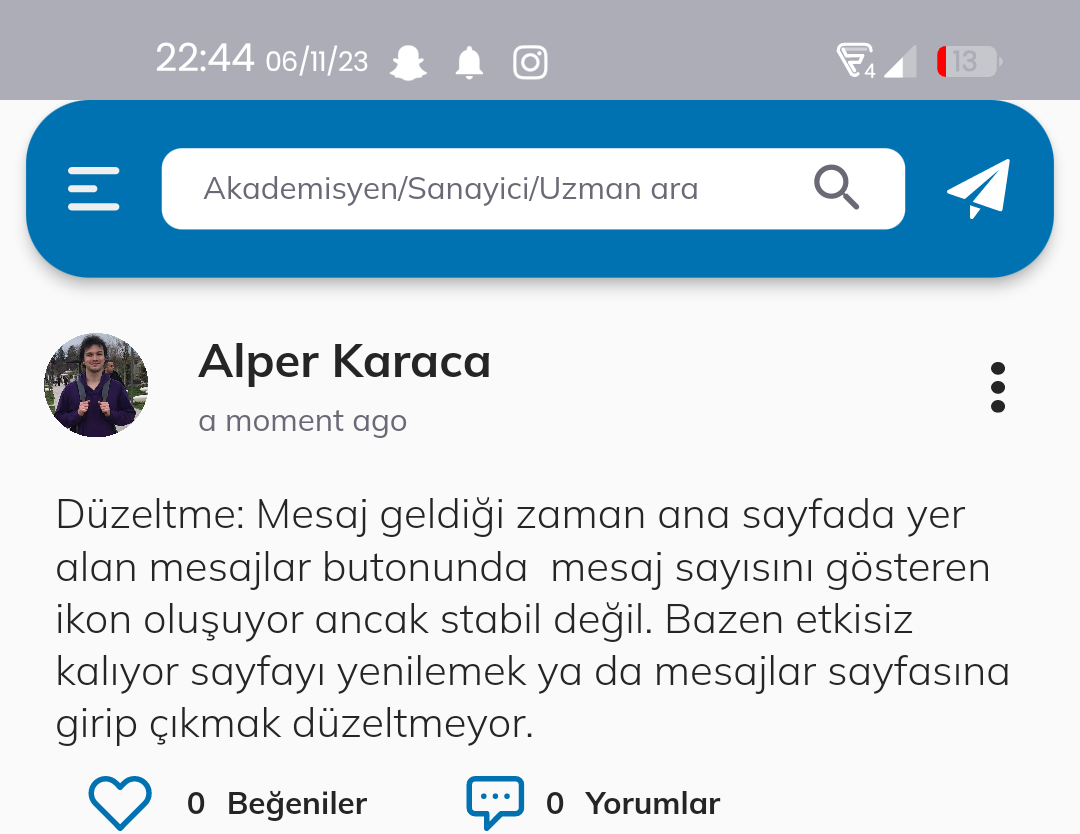 22:44 06/11/23 4 13
Akademisyen/Sanayici/Uzman ara
Alper Karaca
a moment ago
Düzeltme: Mesaj geldiği zaman ana sayfada yer
alan mesajlar butonunda  mesaj sayısını gösteren
ikon oluşuyor ancak stabil değil. Bazen etkisiz
kalıyor sayfayı yenilemek ya da mesajlar sayfasına
girip çıkmak düzeltmeyor.
0 Beğeniler 0 Yorumlar